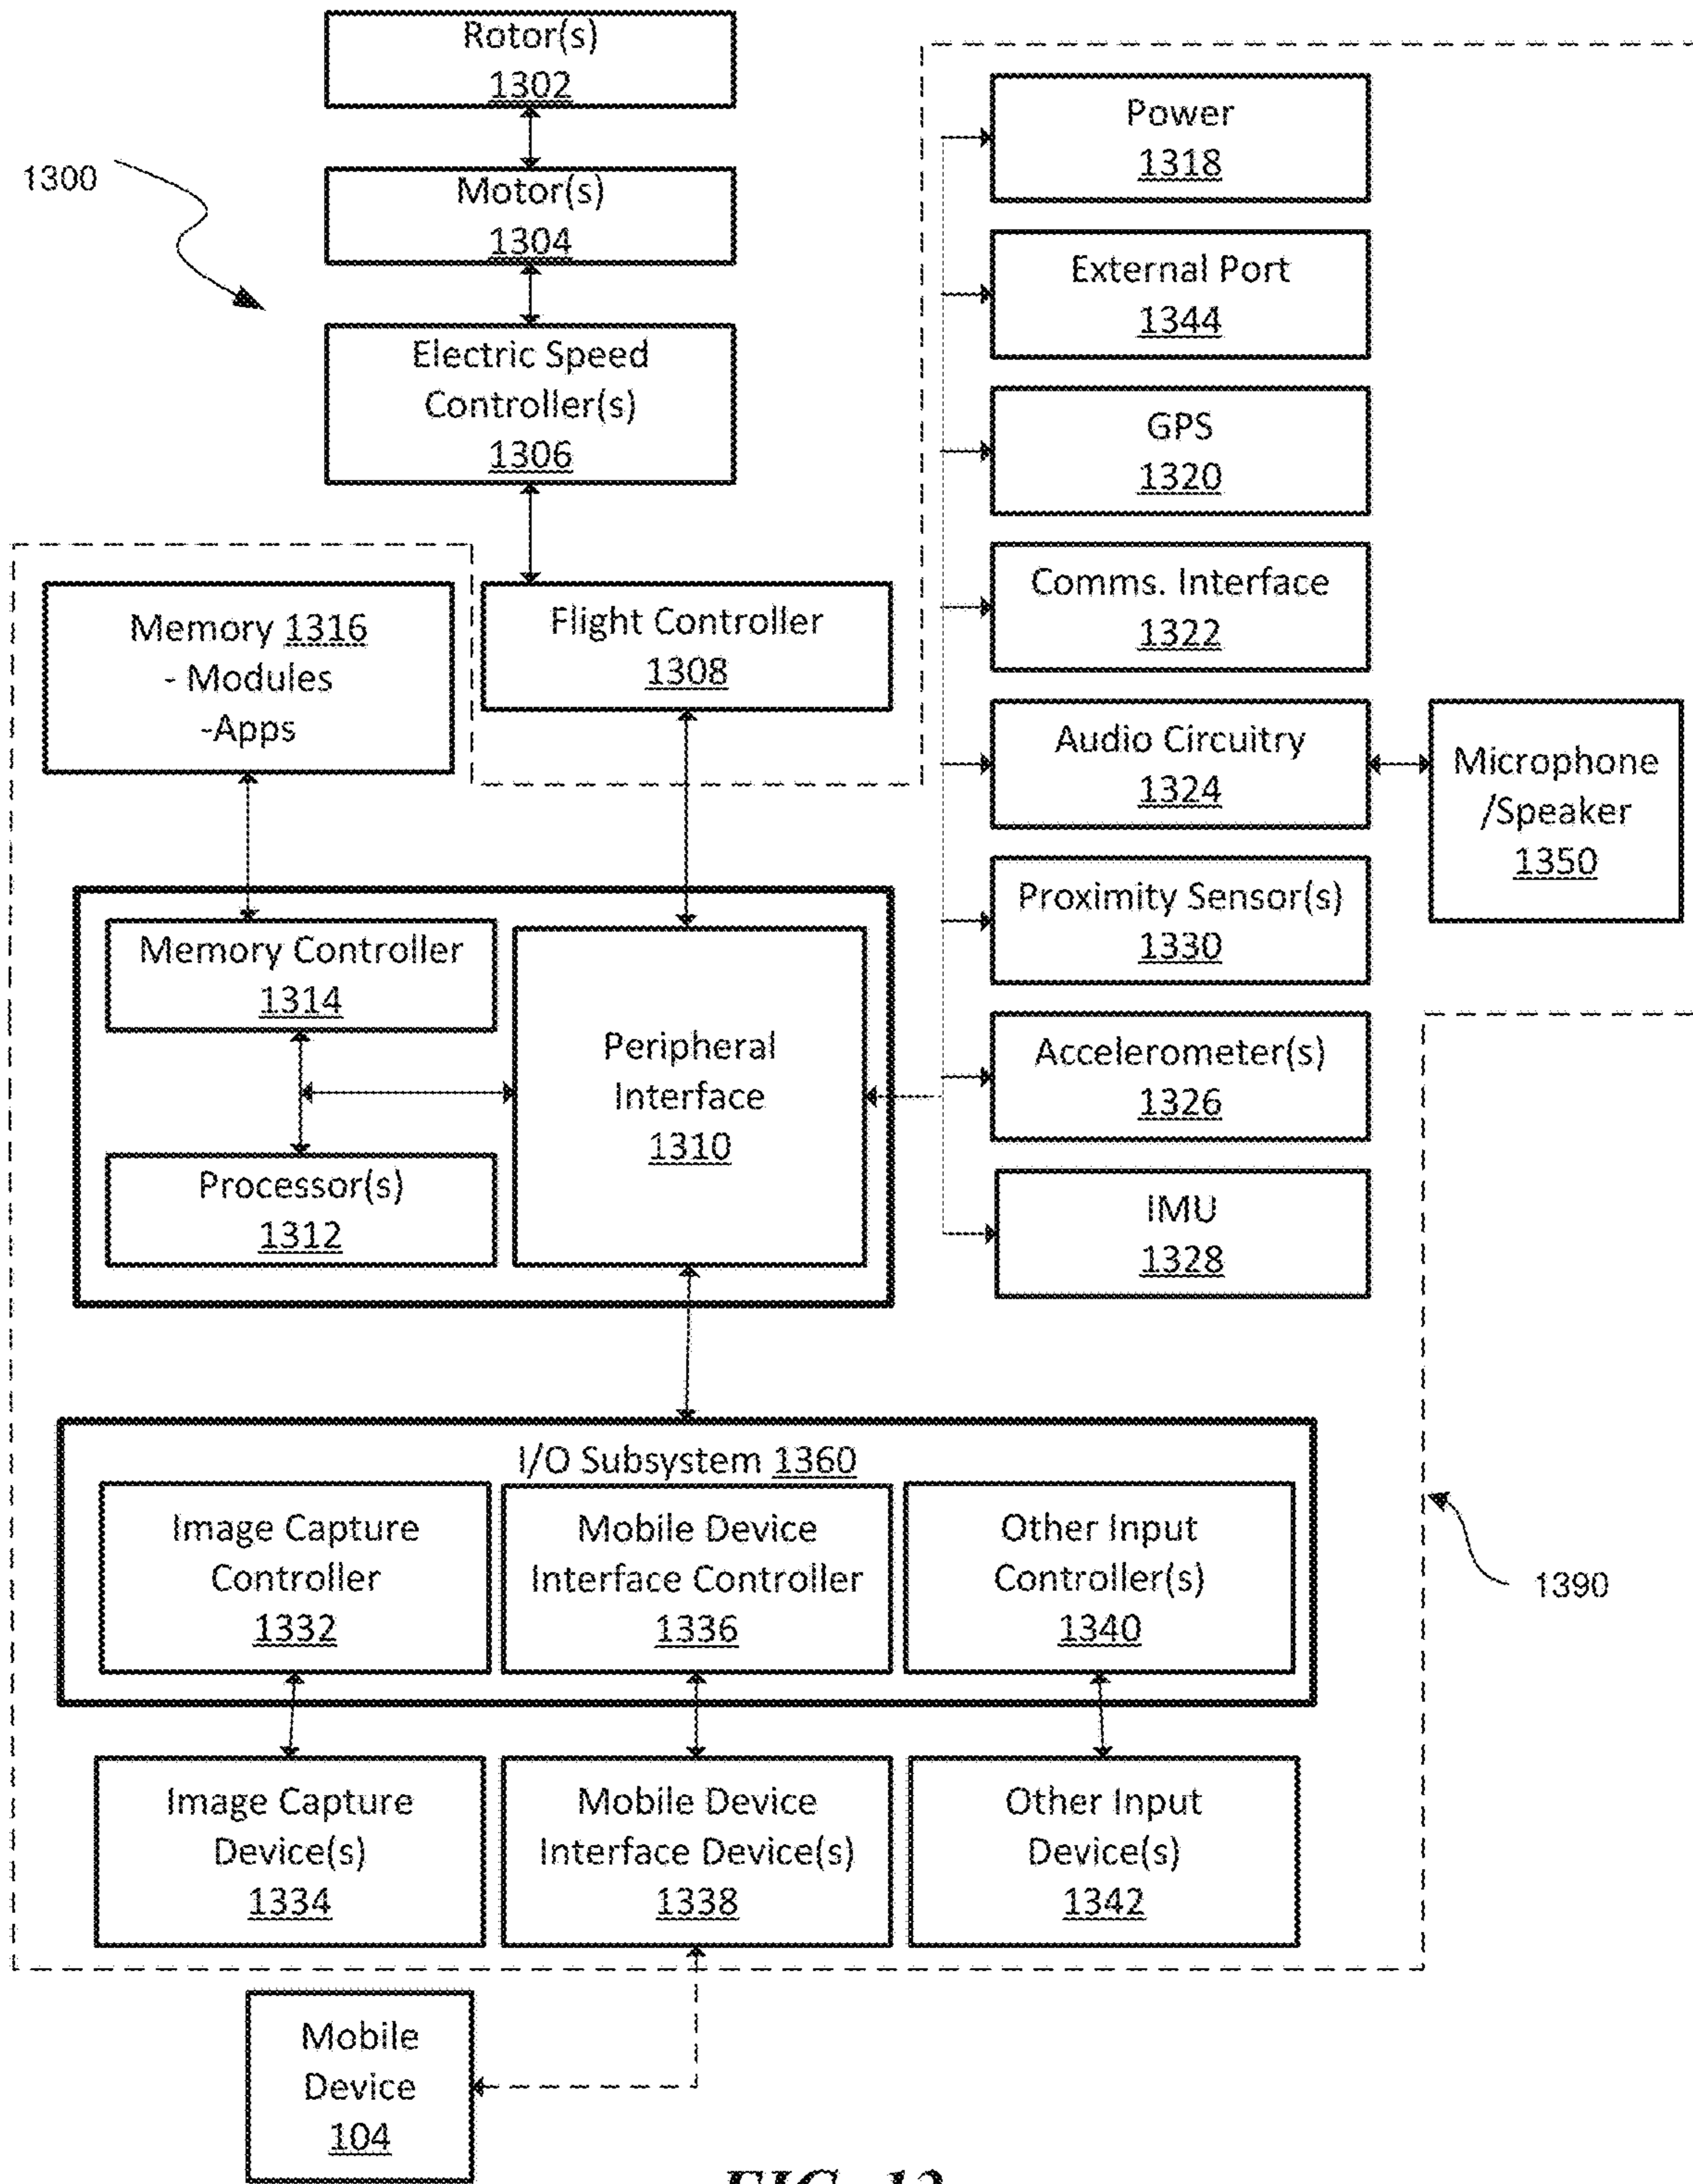 Rotor(s)
1302
1300
Motor(s)
1304
Electric Speed
Controller(s)
1306
Memory 1316
- Modules
-Apps
Flight Controller
1308
Power
1318
External Port
1344
GPS
1320
Comms. Interface
1322
Audio Circuitry
1324
Microphone
/Speaker
1350
Proximity Sensor(s)
1330
Accelerometer(s)
1326
IMU
1328
Memory Controller
1314
Processor(s)
1312
Peripheral
Interface
1310
I/O Subsystem 1360
Image Capture
Controller
1332
Mobile Device
Interface Controller
1336
Other Input
Controller(s)
1340
1390
Image Capture
Device(s)
1334
Mobile Device
Interface Device(s)
1338
Other Input
Device(s)
1342
Mobile
Device
104